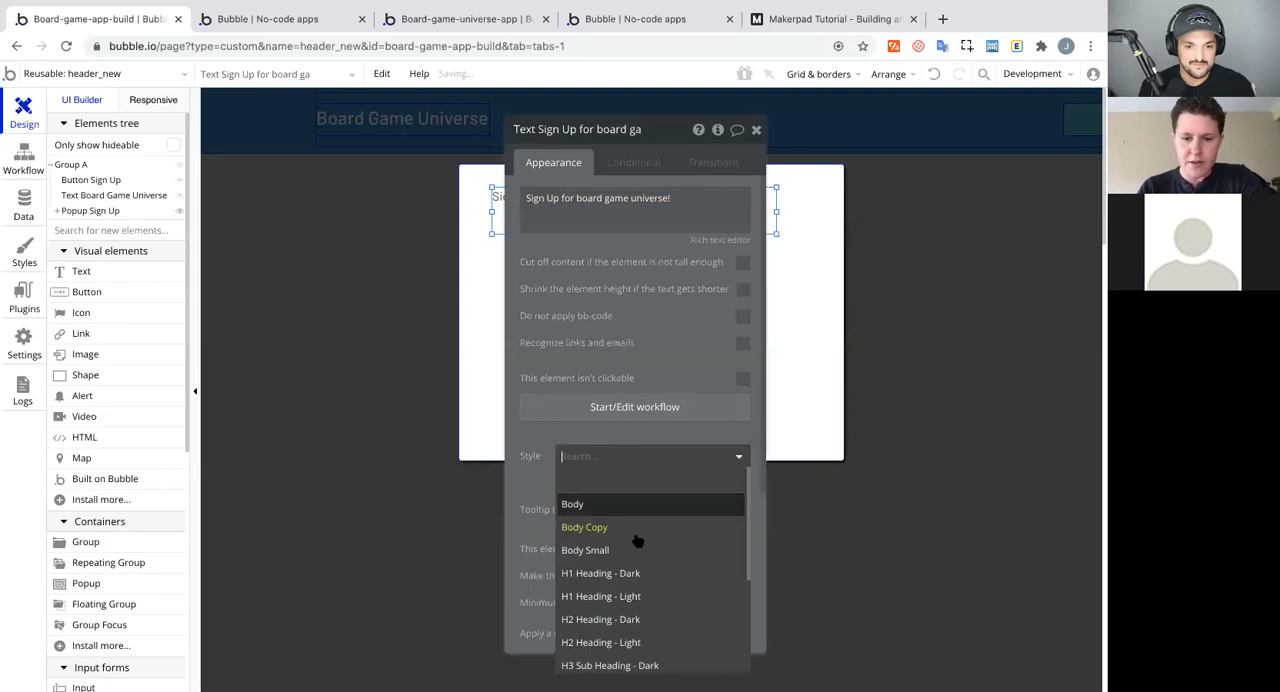 Board-game-app-build | Bubb
Bubble | No-code apps
Board-game-universe-app | B
Bubble | No-code apps
Makerpad Tutorial - Building a
bubble.io/page?type=custom&name=header_new&id=board-game-app-build&tab=tabs-1
J
Reusable: header_new
Text Sign Up for board ga
Edit
Help
Saving...
Grid & borders
Arrange
Development
Design
Workflow
Data
Styles
Plugins
Settings
Logs
UI Builder
Responsive
Elements tree
Only show hideable
Group A
Button Sign Up
Text Board Game Universe
Popup Sign Up
Search for new elements...
Visual elements
Text
Button
Icon
Link
Image
Shape
Alert
Video
HTML
Map
Built on Bubble
Install more...
Containers
Group
Repeating Group
Popup
Floating Group
Group Focus
Install more...
Input forms
Input
Board Game Universe
Text Sign Up for board ga
Appearance
Conditional
Transitions
Sign Up for board game universe!
Rich text editor
Cut off content if the element is not tall enough
Shrink the element height if the text gets shorter
Do not apply bb-code
Recognize links and emails
This element isn't clickable
Start/Edit workflow
Style
Search...
Body
Body Copy
Body Small
H1 Heading - Dark
H1 Heading - Light
H2 Heading - Dark
H2 Heading - Light
H3 Sub Heading - Dark
Tooltip t
This ele
Make th
Minimu
Apply a